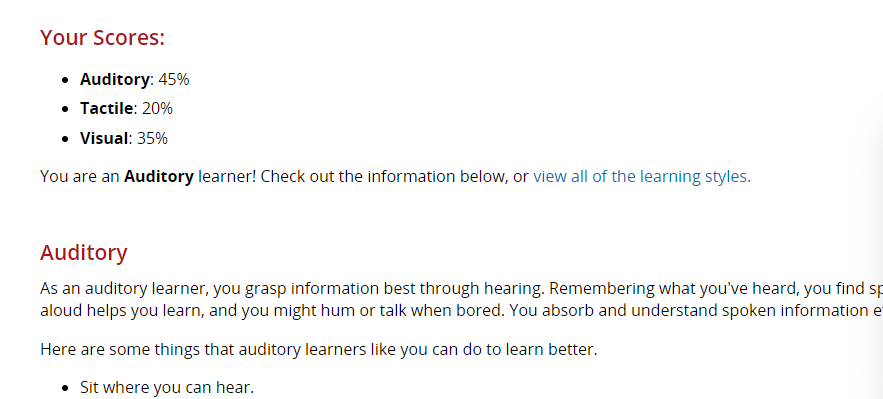 Your Scores:
• Auditory: 45%
• Tactile: 20%
• Visual: 35%
You are an Auditory learner! Check out the information below, or view all of the learning styles.
Auditory
As an auditory learner, you grasp information best through hearing. Remembering what you've heard, you find
aloud helps you learn, and you might hum or talk when bored. You absorb and understand spoken information
Here are some things that auditory learners like you can do to learn better.
• Sit where you can hear.